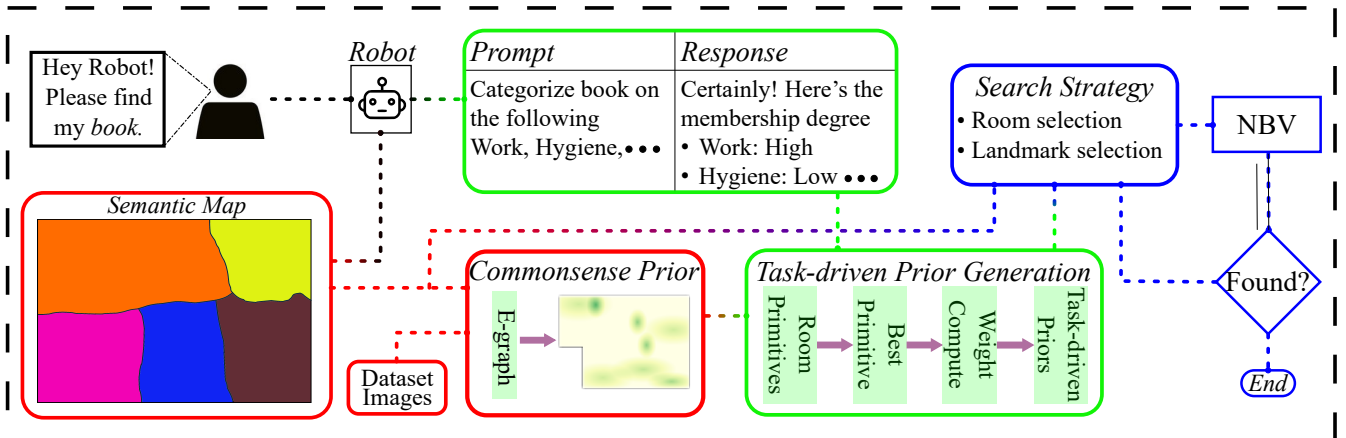 Hey Robot!
Please find
my book.
Robot
Prompt
Categorize book on
the following
Work, Hygiene,•••
Response
Certainly! Here's the
membership degree
• Work: High
• Hygiene: Low •••
Search Strategy
• Room selection
• Landmark selection
NBV
Semantic Map
Commonsense Prior
E-graph
Dataset
Images
Task-driven Prior Generation
Room
Primitives
Best
Primitive
Weight
Compute
Task-driven
Priors
Found?
End